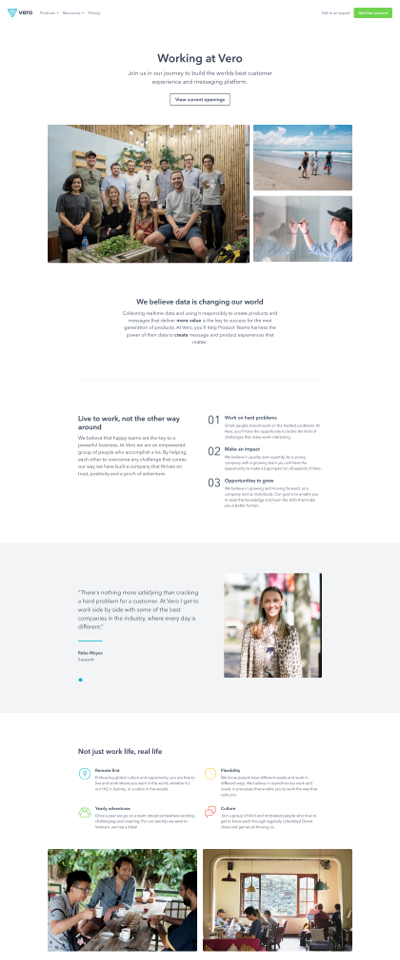 vero
Products
Resources
Pricing
Talk to an expert
Get free account
Working at Vero
Join us in our journey to build the worlds best customer
experience and messaging platform.
View current openings
We believe data is changing our world
Collecting realtime data and using it responsibly to create products and
messages that deliver more value is the key to success for the next
generation of products. At Vero, you'll help Product Teams harness the
power of their data to create message and product experiences that
matter.
Live to work, not the other way
around
We believe that happy teams are the key to a
powerful business. At Vero we are an empowered
group of people who accomplish a lot. By helping
each other to overcome any challenge that comes
our way we have built a company that thrives on
trust, positivity and a pinch of adventure.
01
Work on hard problems
Smart people should work on the hardest problems. At
Vero, you'll have the opportunity to tackle the kind of
challenges that make work interesting.
02
Make an impact
We believe in quality over quantity. As a young
company with a growing team you will have the
opportunity to make a big impact on all aspects of Vero.
03
Opportunities to grow
We believe in growing and moving forward, as a
company and as individuals. Our goal is to enable you
to seek the knowledge and learn the skills that make
you a better human.
"There's nothing more satisfying than cracking
a hard problem for a customer. At Vero I get to
work side by side with some of the best
companies in the industry, where every day is
different."
Support
Not just work life, real life
Remote first
Embracing global culture and opportunity, you are free to
live and work where you want in the world, whether it's
our HQ in Sydney, or a cabin in the woods.
Flexibility
We know people have different needs and work in
different ways. We believe in asynchronous work and
invest in processes that enable you to work the way that
suits you.
Yearly adventures
Once a year we go on a team retreat somewhere exciting,
challenging and inspiring. For our last trip we went to
Vietnam, we had a blast!
Culture
Join a group of kind and motivated people who love to
get to know each other through regularly scheduled Donut
chats and games of Among Us.